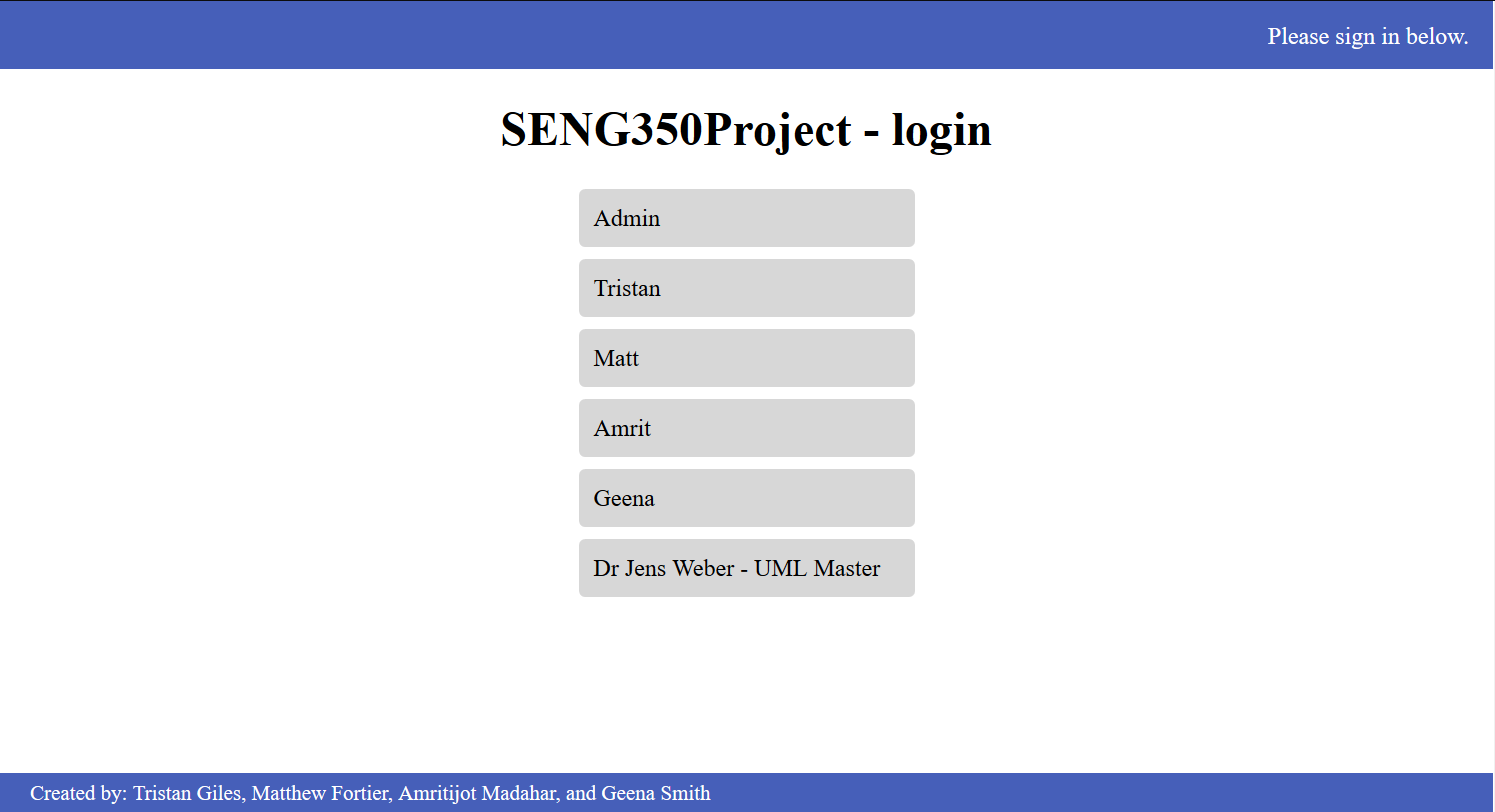 Please sign in below.
SENG350Project - login
Admin
Tristan
Matt
Amrit
Geena
Dr Jens Weber - UML Master
Created by: Tristan Giles, Matthew Fortier, Amritijot Madahar, and Geena Smith